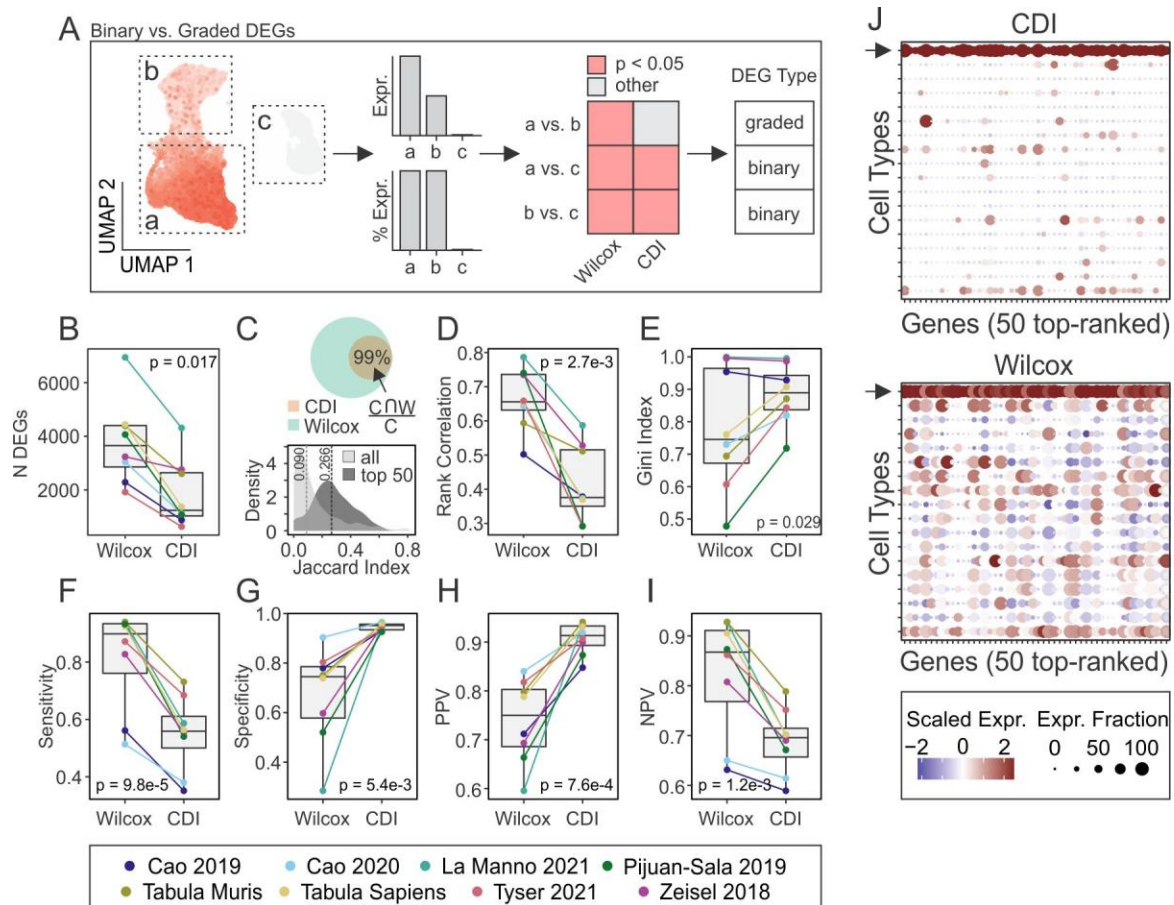 A Binary vs. Graded DEGs
b
c
a
UMAP 2
UMAP 1
Expr.
a b c
% Expr.
a b c
p < 0.05
other
a vs. b
a vs. c
b vs. c
Wilcox
CDI
DEG Type
graded
binary
binary
B
p = 0.017
N DEGs
6000
4000
2000
Wilcox CDI
C
99%
C∩W
C
CDI
Wilcox
0.090
0.266
all
top 50
Density
4
2
0
0.0 0.4 0.8
Jaccard Index
D
p = 2.7e-3
Rank Correlation
0.8
0.7
0.6
0.5
0.4
0.3
Wilcox CDI
E
Gini Index
1.0
0.9
0.8
0.7
0.6
0.5
p = 0.029
Wilcox CDI
F
Sensitivity
0.8
0.6
0.4
p = 9.8e-5
Wilcox CDI
G
Specificity
1.0
0.8
0.6
0.4
p = 5.4e-3
Wilcox CDI
H
PPV
0.9
0.8
0.7
0.6
p = 7.6e-4
Wilcox CDI
I
NPV
0.9
0.8
0.7
0.6
p = 1.2e-3
Wilcox CDI
J
CDI
Cell Types
Genes (50 top-ranked)
Wilcox
Cell Types
Genes (50 top-ranked)
Scaled Expr. Expr. Fraction
−2 0 2 0 50 100
Cao 2019 Cao 2020 La Manno 2021 Pijuan-Sala 2019
Tabula Muris Tabula Sapiens Tyser 2021 Zeisel 2018